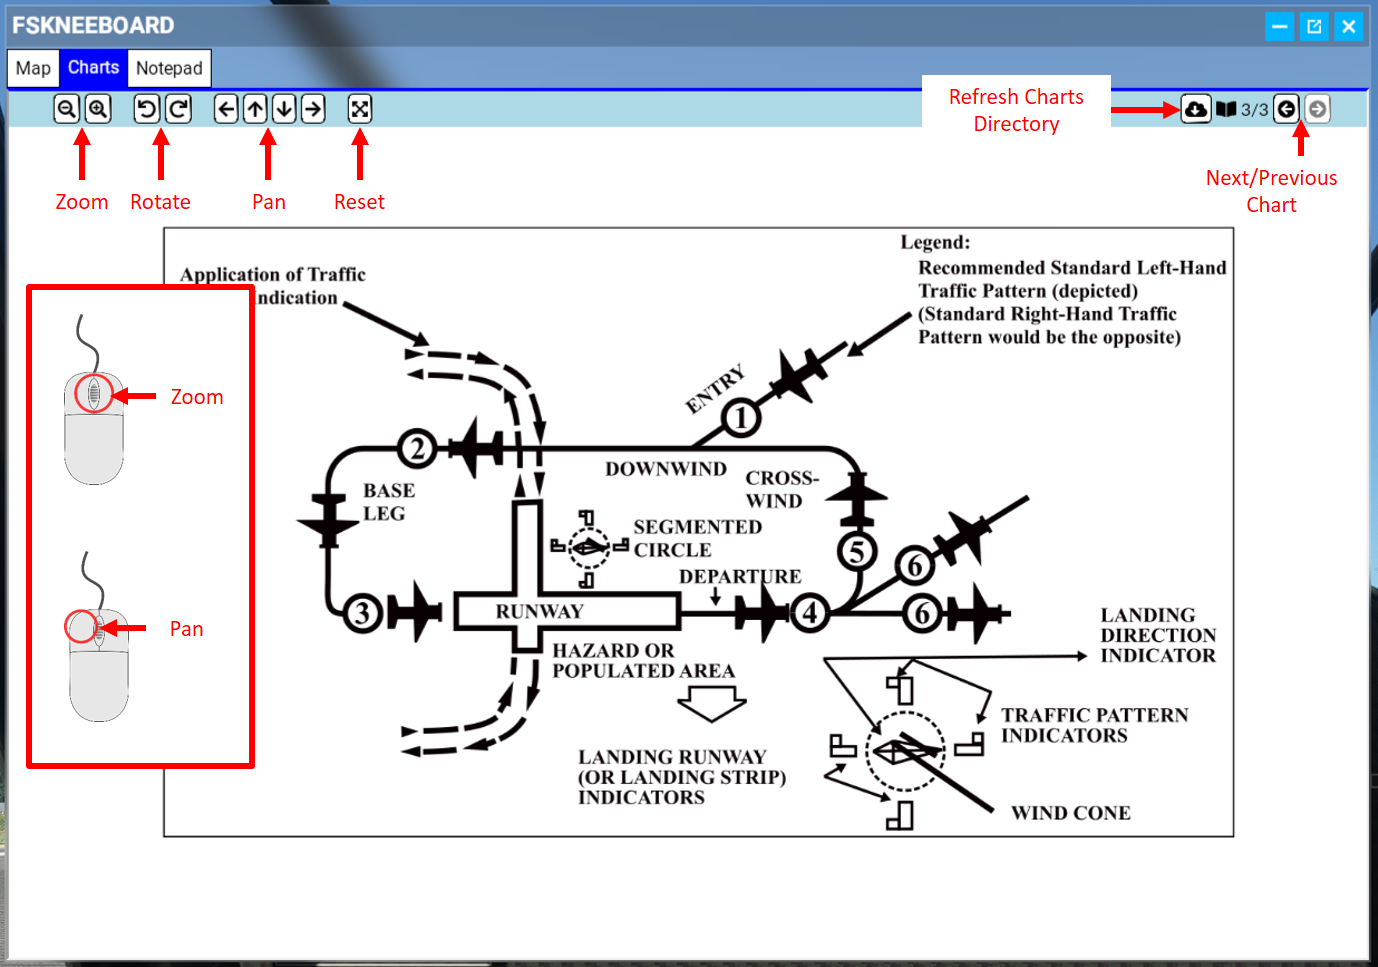 FSKNEEBOARD
Map
Charts
Notepad
3/3
Refresh Charts
Directory
Zoom
Rotate
Pan
Reset
Next/Previous
Chart
Legend:
Recommended Standard Left-Hand
Traffic Pattern (depicted)
(Standard Right-Hand Traffic
Pattern would be the opposite)
Application of Traffic
ndication
Zoom
Pan
ENTRY
1
2
DOWNWIND
CROSS-
WIND
BASE
LEG
SEGMENTED
CIRCLE
5
6
DEPARTURE
3
RUNWAY
4
6
HAZARD OR
POPULATED AREA
LANDING
DIRECTION
INDICATOR
TRAFFIC PATTERN
INDICATORS
LANDING RUNWAY
(OR LANDING STRIP)
INDICATORS
WIND CONE